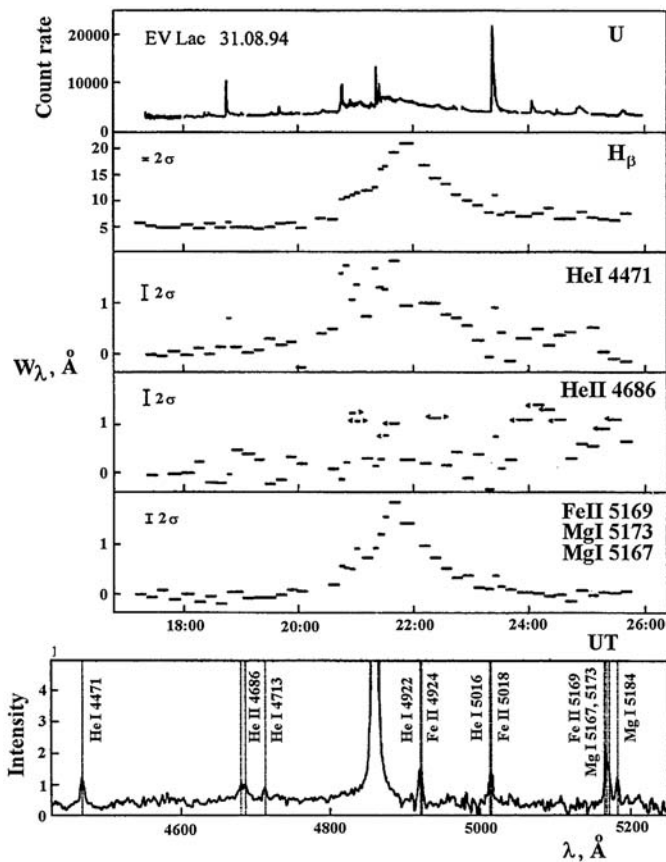 EV Lac 31.08.94
U
Count rate
20000
10000
0
2σ
Hβ
20
15
10
5
2σ
HeI 4471
1
0
Wλ, Å
2σ
HeII 4686
1
0
2σ
FeII 5169
MgI 5173
MgI 5167
1
0
18:00 20:00 22:00 24:00 26:00
UT
Intensity
4
3
2
1
0
He I 4471
He II 4686
He I 4713
He I 4922
Fe II 4924
He I 5016
Fe II 5018
Fe II 5169
Mg I 5167, 5173
Mg I 5184
4600 4800 5000 5200
λ, Å